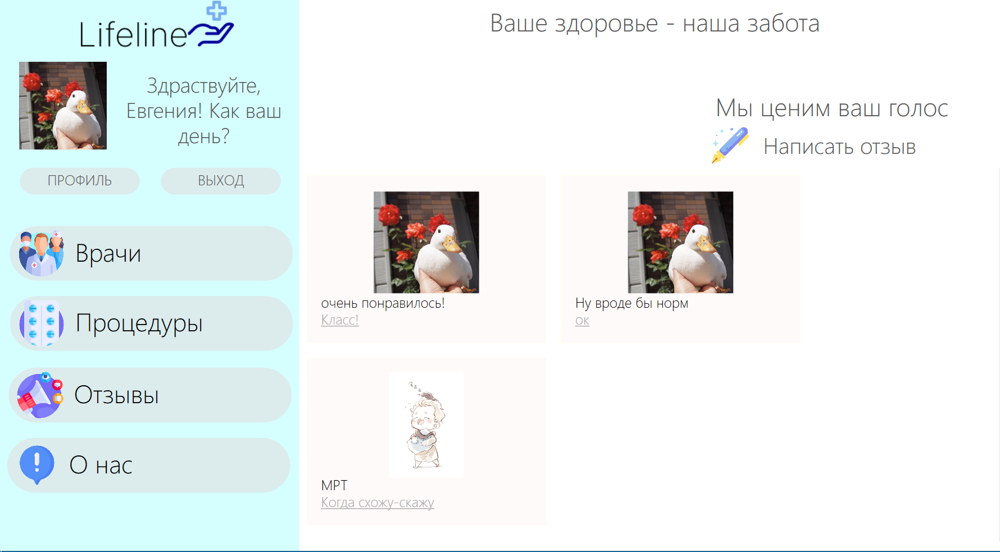 Lifeline
Здраствуйте,
Евгения! Как ваш
день?
ПРОФИЛЬ
ВЫХОД
Врачи
Процедуры
Отзывы
О нас
Ваше здоровье - наша забота
Мы ценим ваш голос
Написать отзыв
очень понравилось!
Класс!
Ну вроде бы норм
ок
МРТ
Когда схожу-скажу